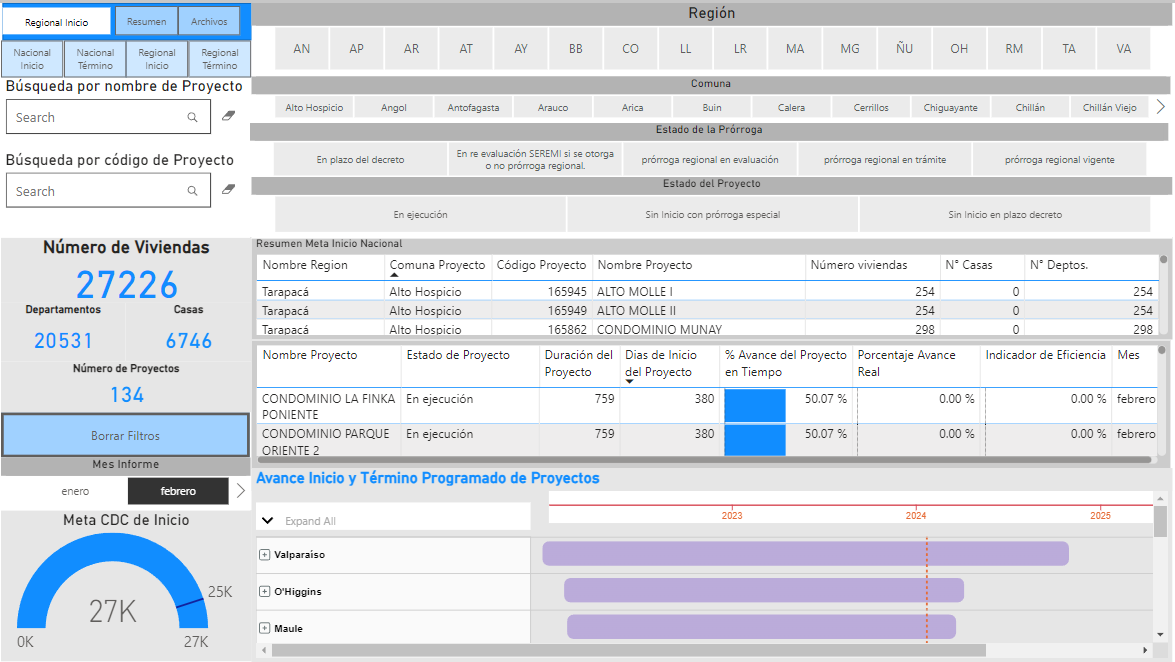 Regional Inicio
Resumen
Archivos
Nacional Inicio
Nacional Término
Regional Inicio
Regional Término
Búsqueda por nombre de Proyecto
Search
Búsqueda por código de Proyecto
Search
Región
AN AP AR AT AY BB CO LL LR MA MG ÑU OH RM TA VA
Comuna
Alto Hospicio Angol Antofagasta Arauco Arica Buin Calera Cerrillos Chiguayante Chillán Chillán Viejo
Estado de la Prórroga
En plazo del decreto
En re evaluación SEREMI si se otorga
o no prórroga regional.
prórroga regional en evaluación
prórroga regional en trámite
prórroga regional vigente
Estado del Proyecto
En ejecución
Sin Inicio con prórroga especial
Sin Inicio en plazo decreto
Número de Viviendas
27226
Departamentos
20531
Casas
6746
Número de Proyectos
134
Borrar Filtros
Mes Informe
enero
febrero
Meta CDC de Inicio
27K
25K
0K
27K
Resumen Meta Inicio Nacional
Nombre Region Comuna Proyecto Código Proyecto Nombre Proyecto Número viviendas N° Casas N° Deptos.
Tarapacá Alto Hospicio 165945 ALTO MOLLE I 254 0 254
Tarapacá Alto Hospicio 165949 ALTO MOLLE II 254 0 254
Tarapacá Alto Hospicio 165862 CONDOMINIO MUNAY 298 0 298
Nombre Proyecto Estado de Proyecto Duración del Proyecto Dias de Inicio del Proyecto % Avance del Proyecto en Tiempo Porcentaje Avance Real Indicador de Eficiencia Mes
CONDOMINIO LA FINKA PONIENTE En ejecución 759 380 50.07 % 0.00 % 0.00 % febrero
CONDOMINIO PARQUE ORIENTE 2 En ejecución 759 380 50.07 % 0.00 % 0.00 % febrero
Avance Inicio y Término Programado de Proyectos
Expand All
2023 2024 2025
Valparaíso
O'Higgins
Maule